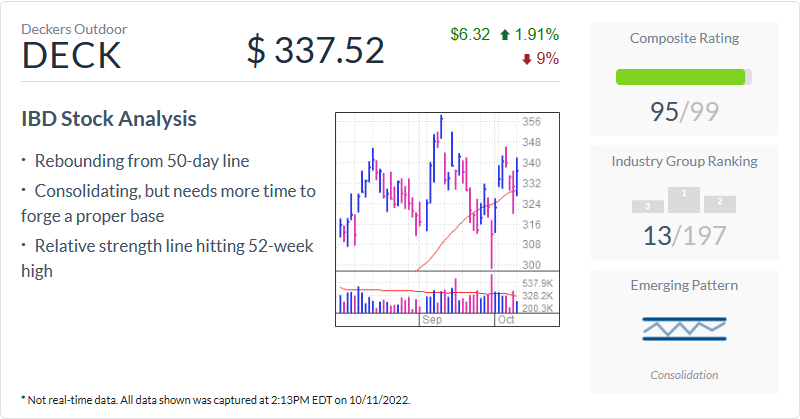 Deckers Outdoor
DECK
$ 337.52
$6.32 1.91%
9%
IBD Stock Analysis
· Rebounding from 50-day line
· Consolidating, but needs more time to
forge a proper base
· Relative strength line hitting 52-week
high
356
348
340
332
324
316
308
300
537.9K
328.2K
200.3K
Sep Oct
Composite Rating
95/99
Industry Group Ranking
3 1 2
13/197
Emerging Pattern
Consolidation
* Not real-time data. All data shown was captured at 2:13PM EDT on 10/11/2022.